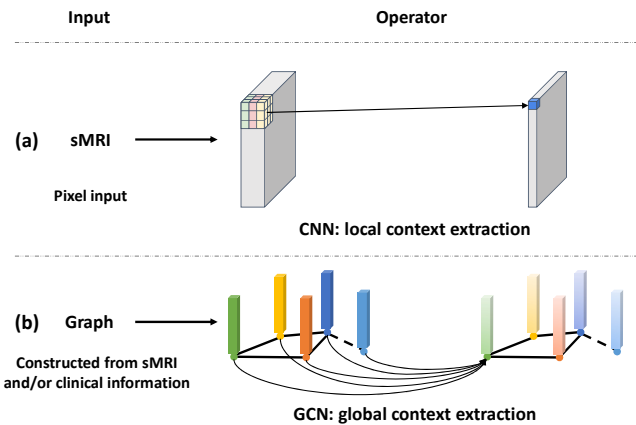 Input
Operator
(a)
sMRI
Pixel input
CNN: local context extraction
(b)
Graph
Constructed from sMRI
and/or clinical information
GCN: global context extraction